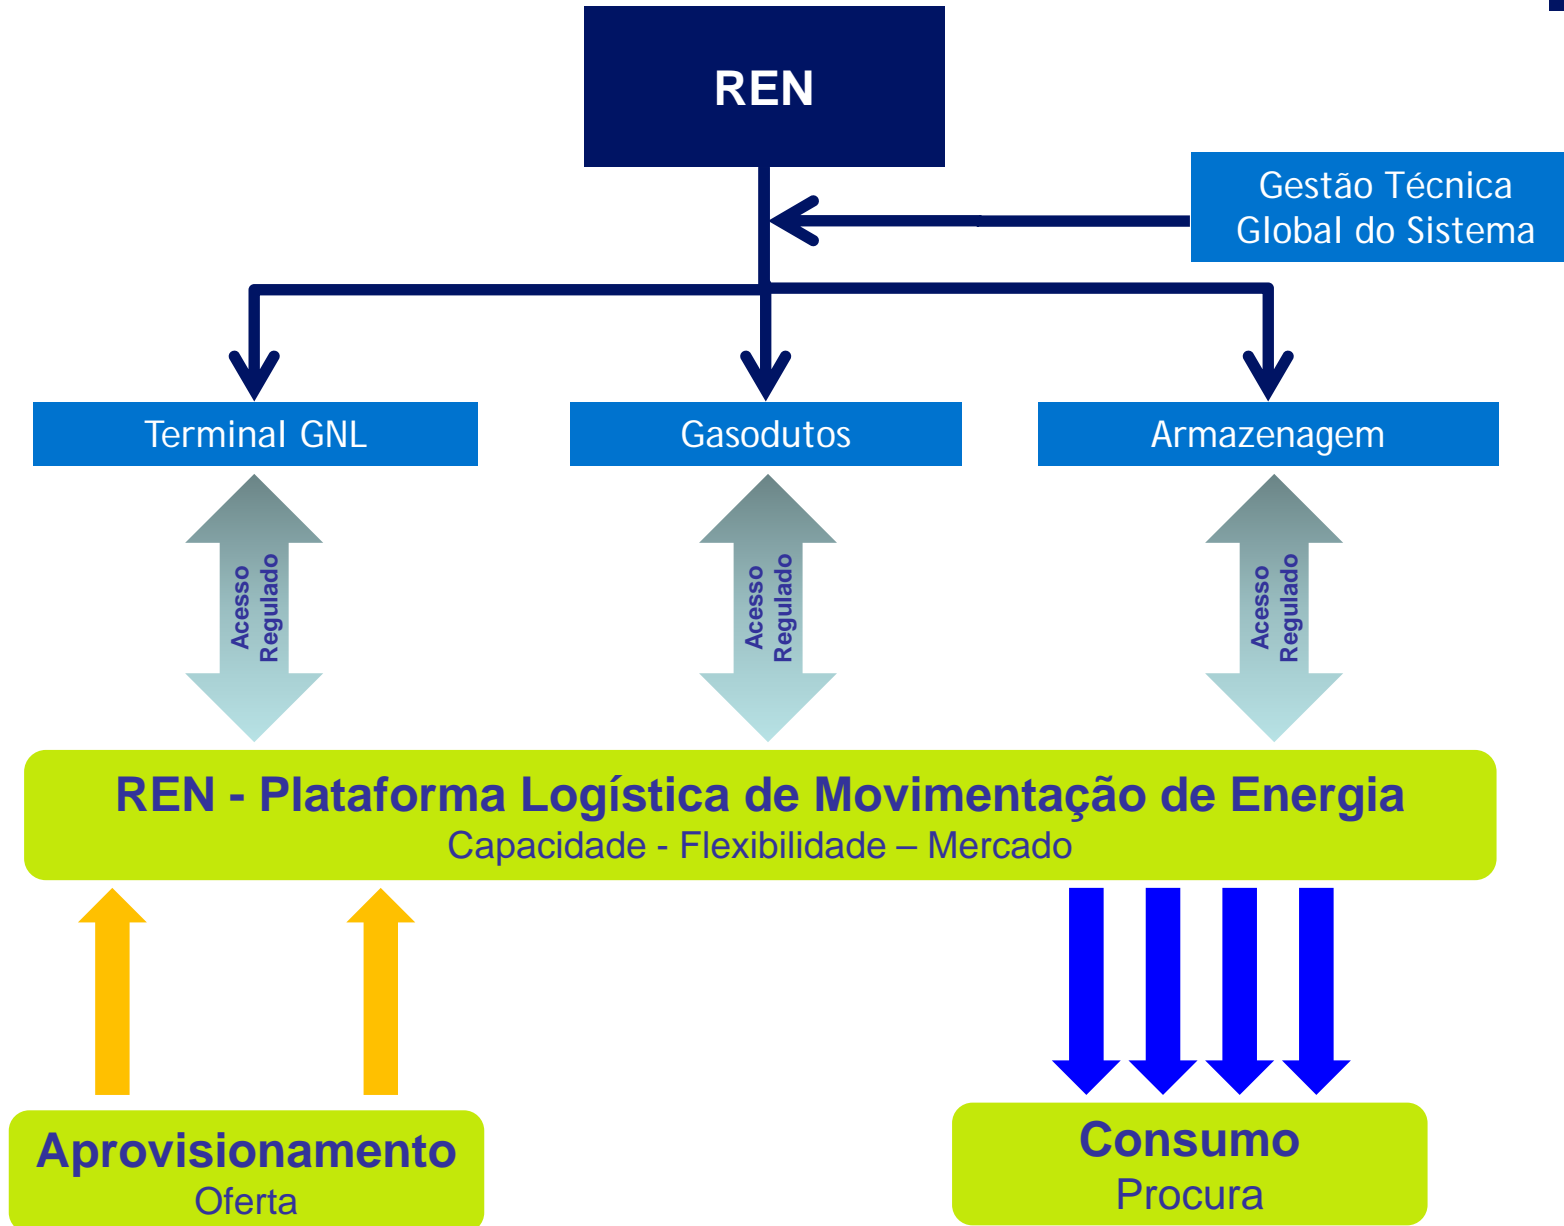 REN
Gestão Técnica
Global do Sistema
Terminal GNL
Gasodutos
Armazenagem
Acesso
Regulado
Acesso
Regulado
Acesso
Regulado
REN - Plataforma Logística de Movimentação de Energia
Capacidade - Flexibilidade – Mercado
Aprovisionamento
Oferta
Consumo
Procura